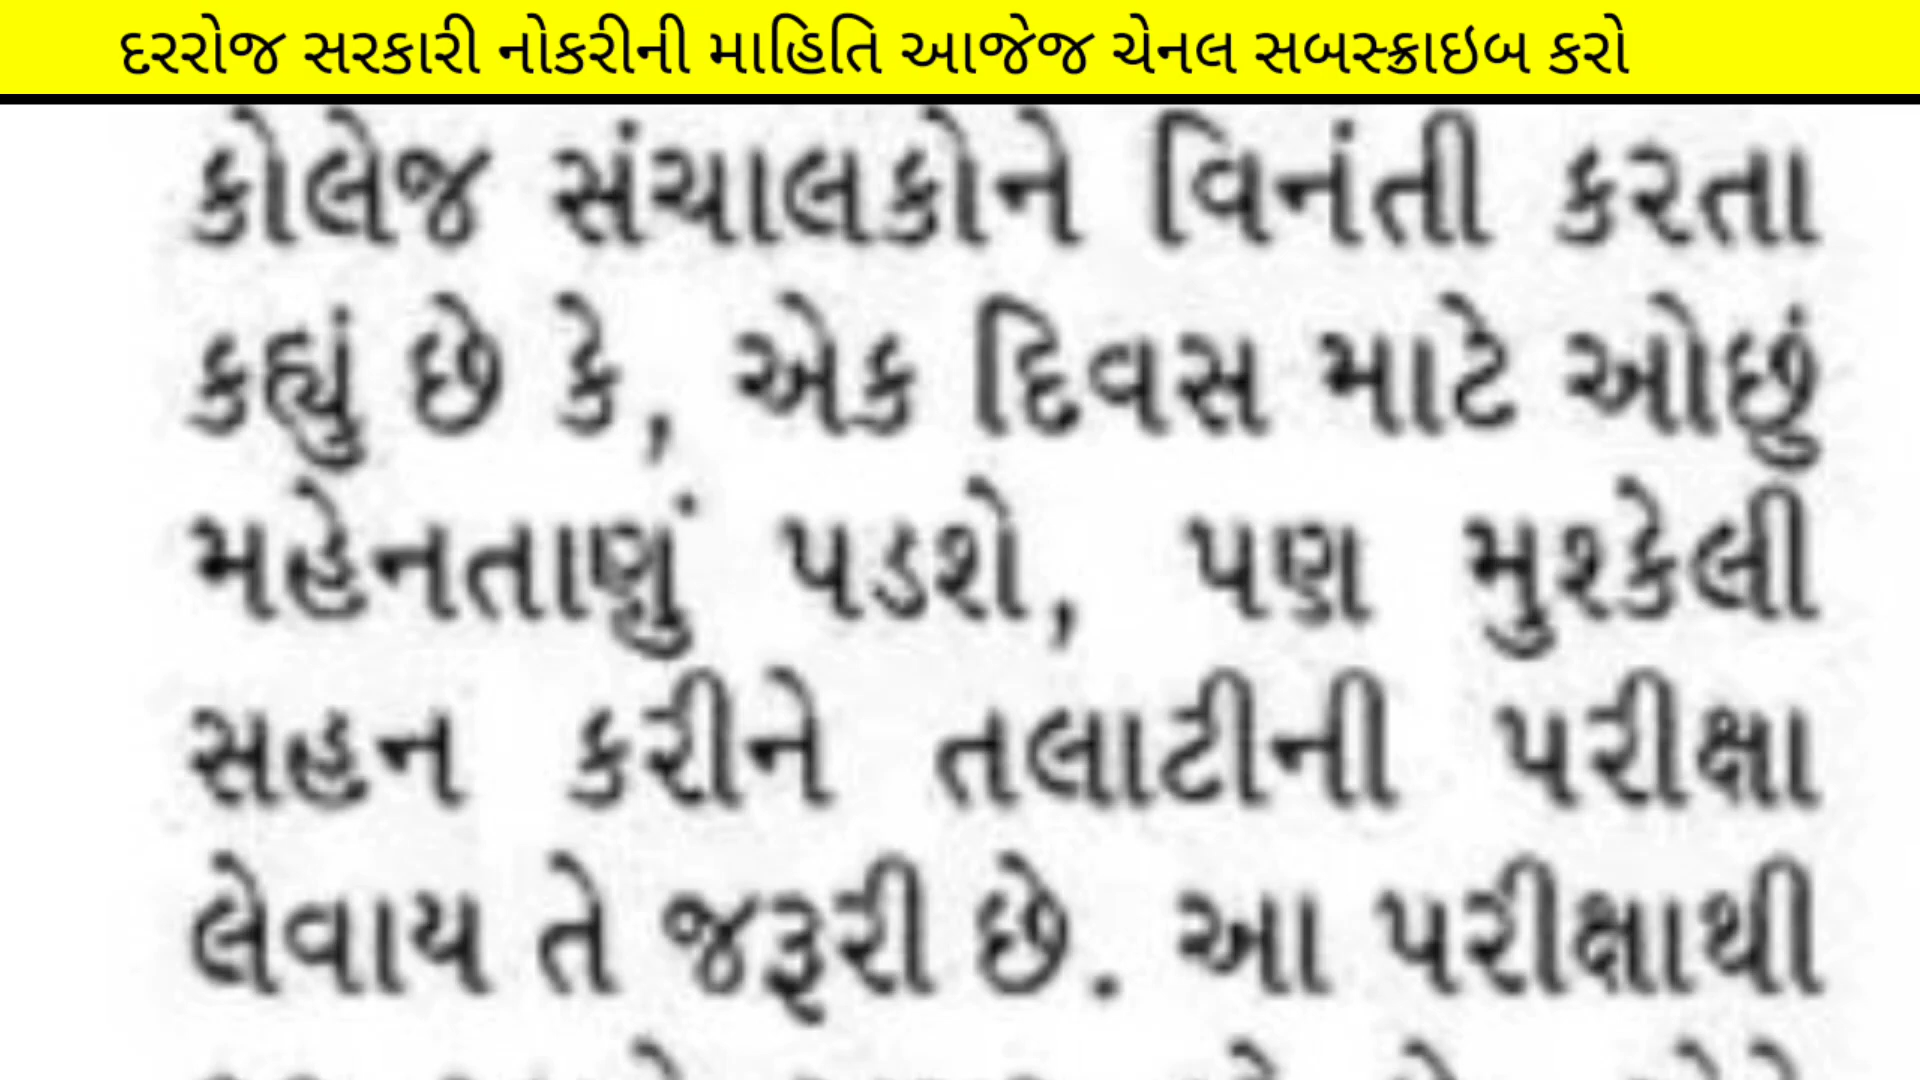 દરરોજ સરકારી નોકરીની માહિતિ આજેજ ચેનલ સબસ્ક્રાઇબ કરો
કોલેજ સંચાલકોને વિનંતી કરતા
કહ્યું છે કે, એક દિવસ માટે ઓછું
મહેનતાણું પડશે, પણ મુશ્કેલી
સહન કરીને તલાટીની પરીક્ષા
લેવાય તે જરૂરી છે. આ પરીક્ષાથી